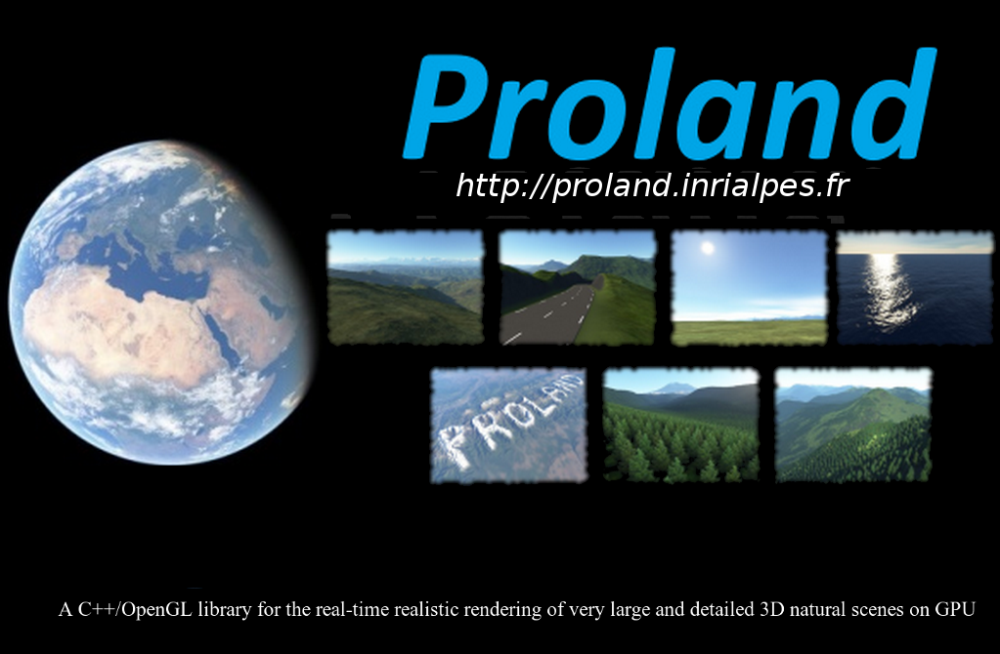 Proland
http://proland.inrialpes.fr
PROLAND
A C++/OpenGL library for the real-time realistic rendering of very large and detailed 3D natural scenes on GPU